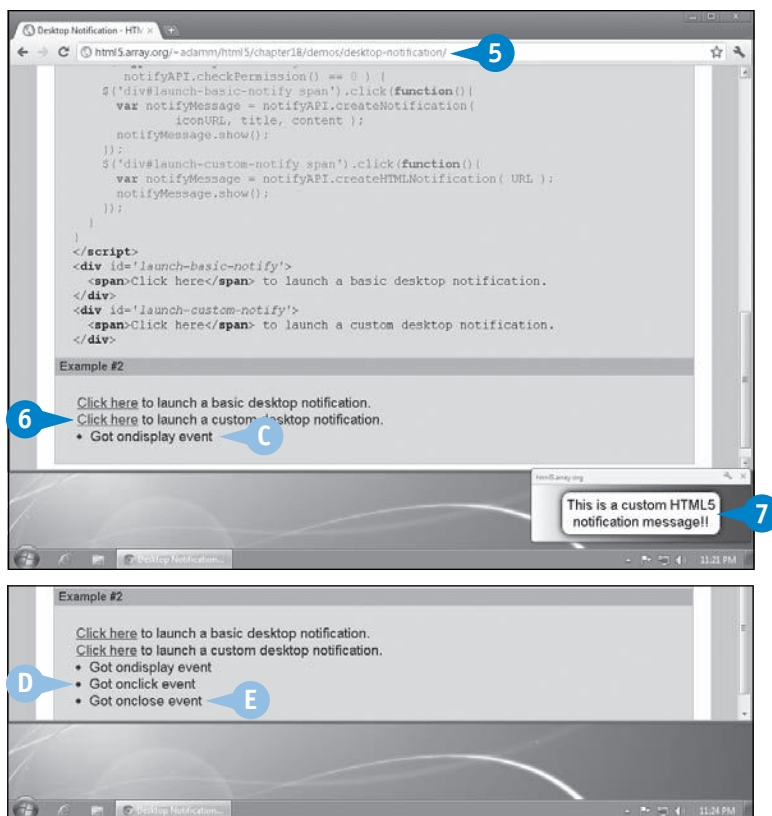 Desktop Notification - HTM
html5.array.org/~adamm/html5/chapter18/demos/desktop-notification/
5
notifyAPI.checkPermission() == 0 ) {
$('div#launch-basic-notify span').click(function(){
var notifyMessage = notifyAPI.createNotification(
iconURL, title, content );
notifyMessage.show();
});
$('div#launch-custom-notify span').click(function(){
var notifyMessage = notifyAPI.createHTMLNotification( URL );
notifyMessage.show();
});
}
}
</script>
<div id='launch-basic-notify'>
<span>Click here</span> to launch a basic desktop notification.
</div>
<div id='launch-custom-notify'>
<span>Click here</span> to launch a custom desktop notification.
</div>
Example #2
Click here to launch a basic desktop notification.
6
Click here to launch a custom desktop notification.
• Got ondisplay event
C
html5.array.org
This is a custom HTML5
notification message!!
7
Desktop Notification...
11:21 PM
Example #2
Click here to launch a basic desktop notification.
Click here to launch a custom desktop notification.
• Got ondisplay event
D
• Got onclick event
• Got onclose event
E
Desktop Notification...
11:24 PM